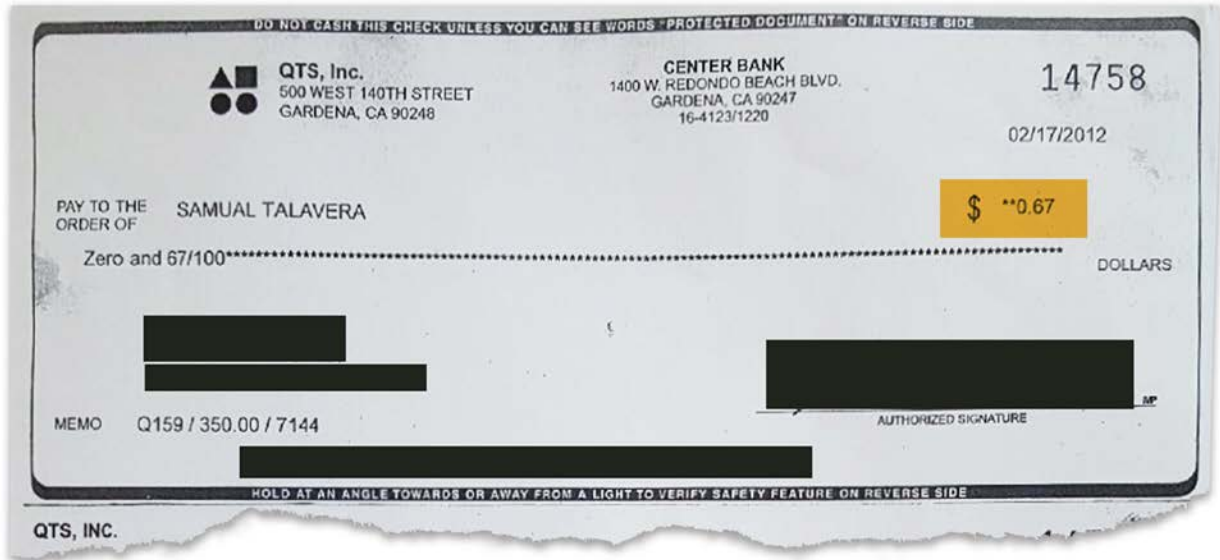 DO NOT CASH THIS CHECK UNLESS YOU CAN SEE WORDS "PROTECTED DOCUMENT" ON REVERSE SIDE
QTS, Inc.
500 WEST 140TH STREET
GARDENA, CA 90248
CENTER BANK
1400 W. REDONDO BEACH BLVD.
GARDENA, CA 90247
16-4123/1220
14758
02/17/2012
PAY TO THE
ORDER OF
SAMUAL TALAVERA
$ **0.67
Zero and 67/100**********************************************************************************************
DOLLARS
MP
AUTHORIZED SIGNATURE
MEMO Q159 / 350.00 / 7144
HOLD AT AN ANGLE TOWARDS OR AWAY FROM A LIGHT TO VERIFY SAFETY FEATURE ON REVERSE SIDE
QTS, INC.